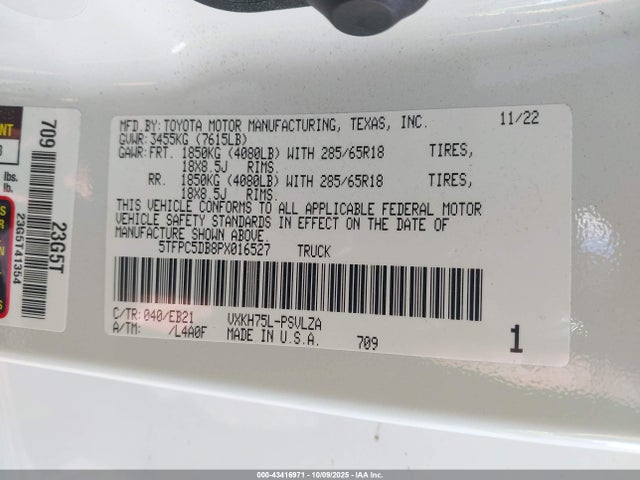 MFD.BY:TOYOTA MOTOR MANUFACTURING, TEXAS, INC. 11/22
GVWR:3455KG (7615LB)
GAWR:FRT. 1850KG (4080LB) WITH 285/65R18 TIRES,
18X8.5J RIMS.
RR. 1850KG (4080LB) WITH 285/65R18 TIRES,
18X8.5J RIMS.
THIS VEHICLE CONFORMS TO ALL APPLICABLE FEDERAL MOTOR
VEHICLE SAFETY STANDARDS IN EFFECT ON THE DATE OF
MANUFACTURE SHOWN ABOVE.
5TFPC5DB8PX016527 TRUCK
C/TR:040/EB21 VXKH75L-PSVLZA
A/TM: /L4A0F MADE IN U.S.A. 709 1
709
23G5T
23G5T41354
lbs.
lb.
000-43416971 - 10/09/2025 - IAA, Inc.